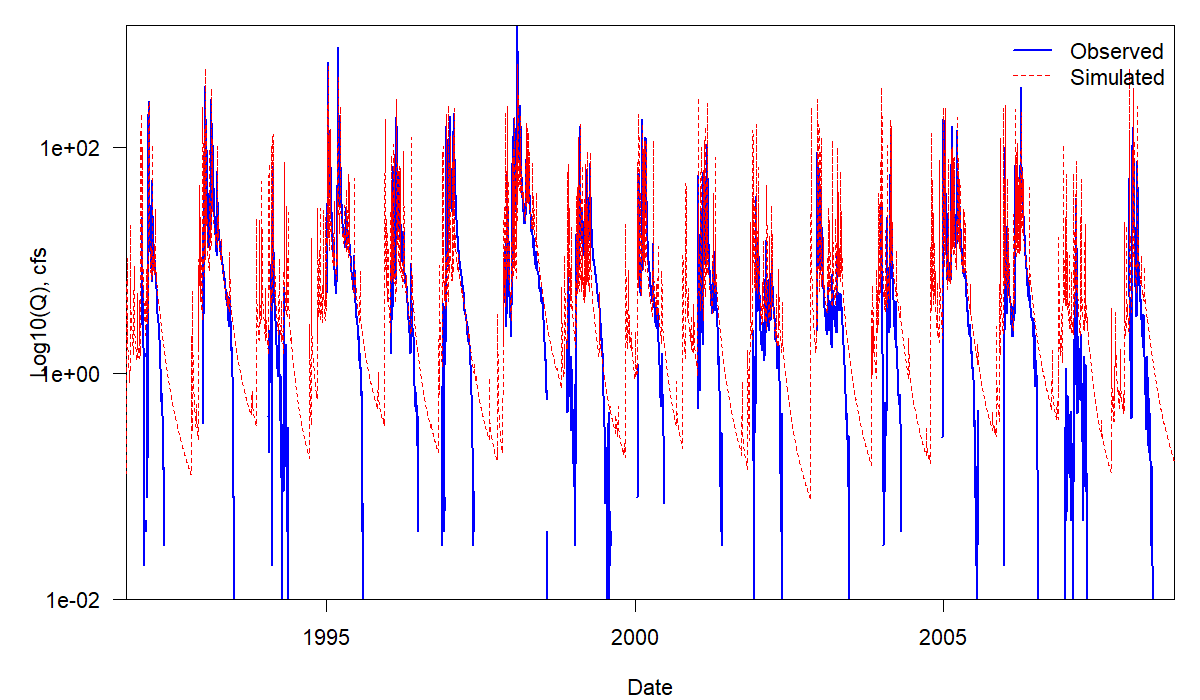 Observed
Simulated
Log10(Q), cfs
1e+02
1e+00
1e-02
1995
2000
2005
Date